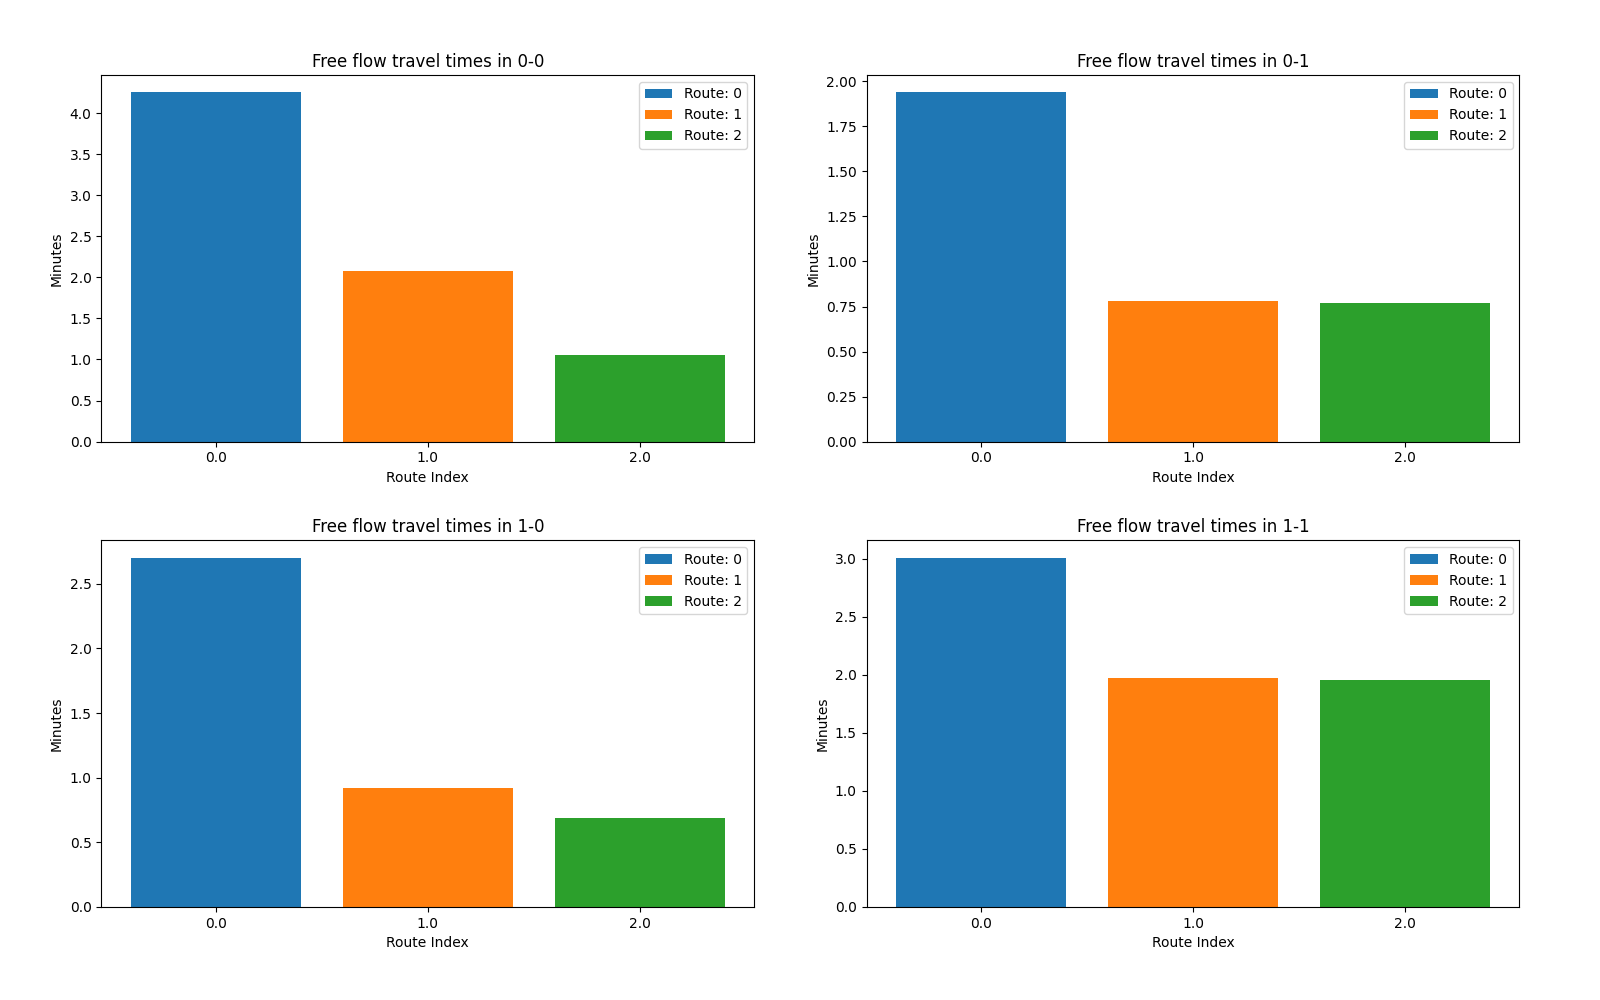 Free flow travel times in 0-0
Route: 0
Route: 1
Route: 2
4.0
3.5
3.0
2.5
2.0
1.5
1.0
0.5
0.0
Minutes
0.0 1.0 2.0
Route Index
Free flow travel times in 0-1
Route: 0
Route: 1
Route: 2
2.00
1.75
1.50
1.25
1.00
0.75
0.50
0.25
0.00
Minutes
0.0 1.0 2.0
Route Index
Free flow travel times in 1-0
Route: 0
Route: 1
Route: 2
2.5
2.0
1.5
1.0
0.5
0.0
Minutes
0.0 1.0 2.0
Route Index
Free flow travel times in 1-1
Route: 0
Route: 1
Route: 2
3.0
2.5
2.0
1.5
1.0
0.5
0.0
Minutes
0.0 1.0 2.0
Route Index